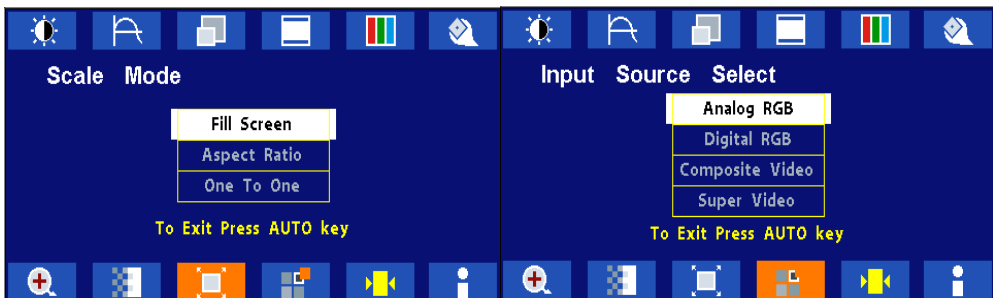 Scale Mode
Fill Screen
Aspect Ratio
One To One
To Exit Press AUTO key
Input Source Select
Analog RGB
Digital RGB
Composite Video
Super Video
To Exit Press AUTO key